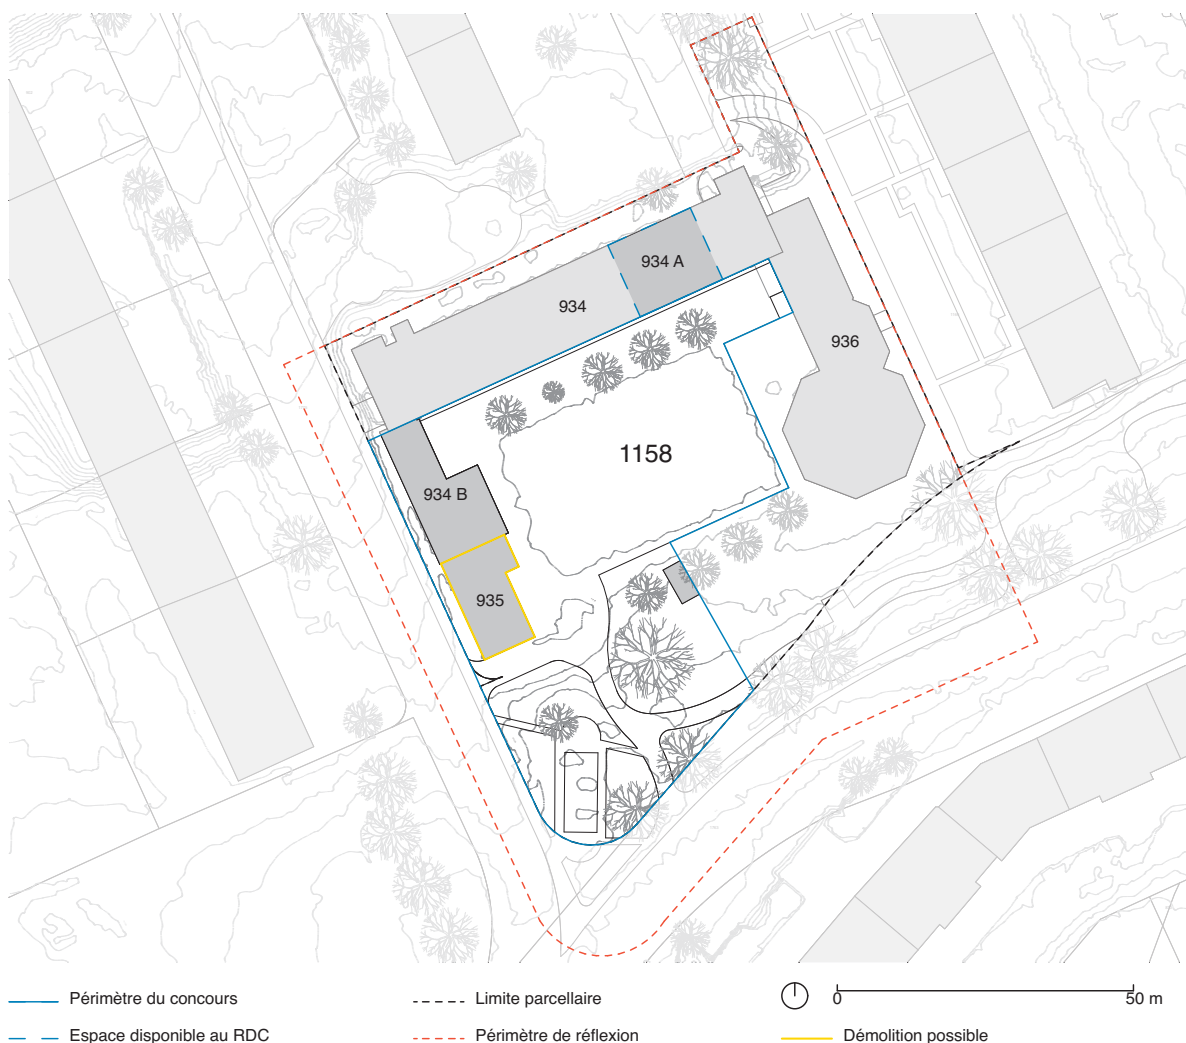 934 A
934
936
1158
934 B
935
Périmètre du concours
Limite parcellaire
0
50 m
Espace disponible au RDC
Périmètre de réflexion
Démolition possible